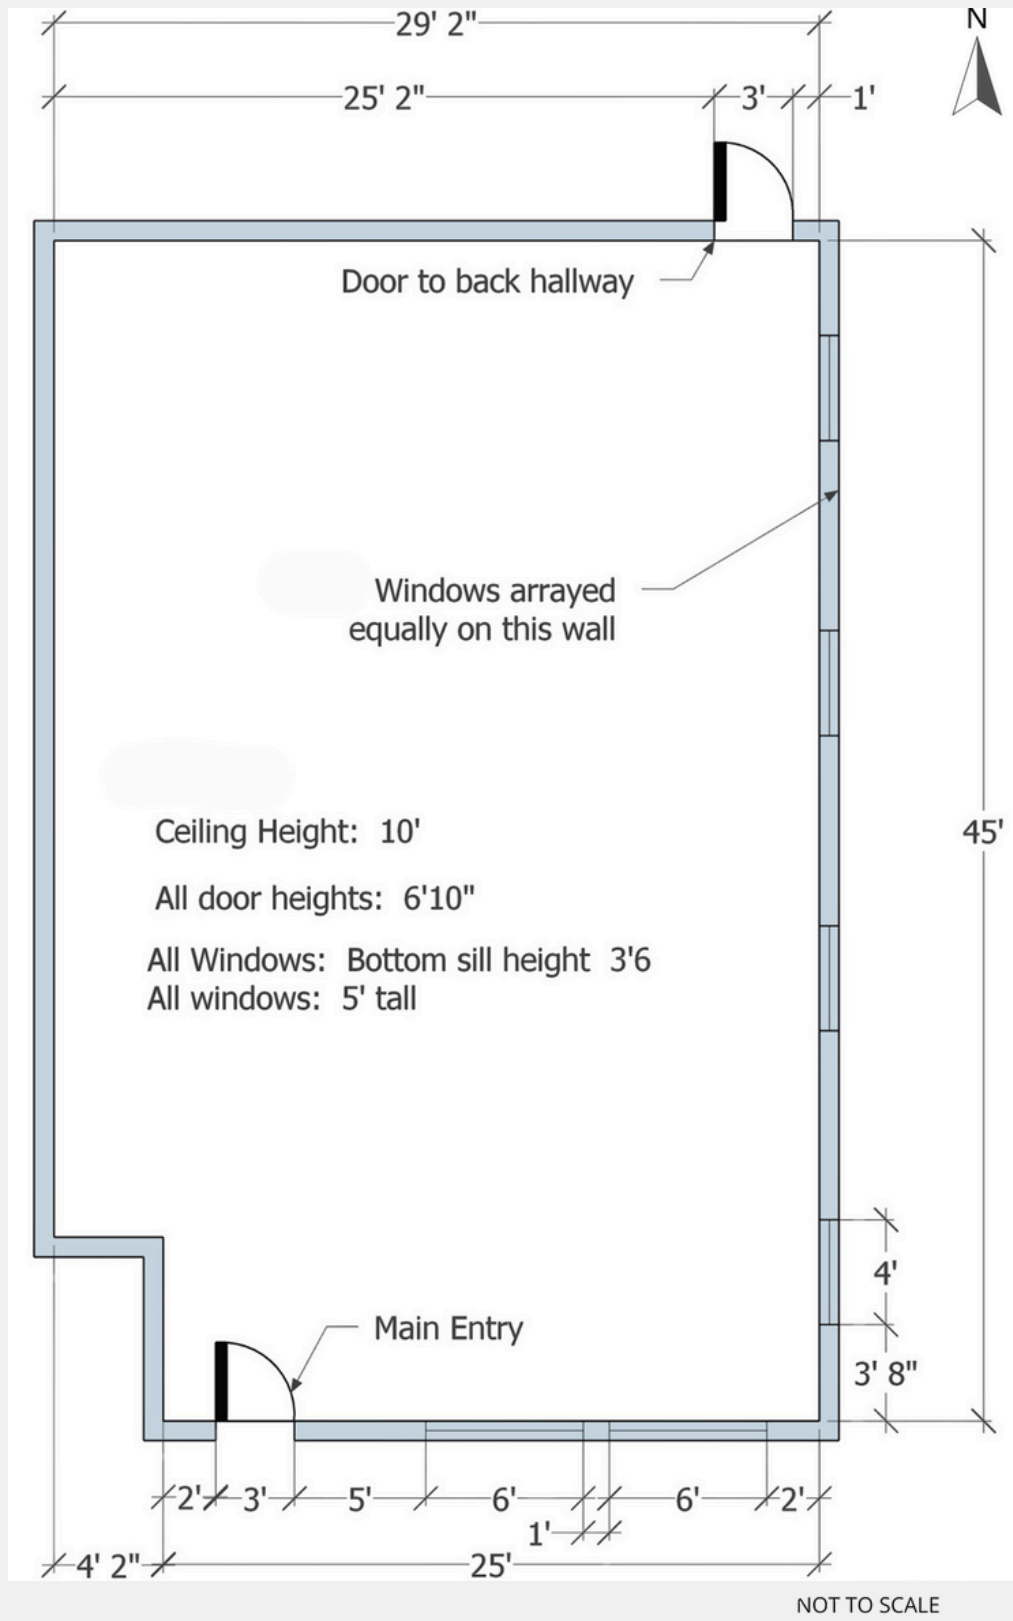 N
29' 2"
25' 2"
3'
1'
Door to back hallway
Windows arrayed
equally on this wall
Ceiling Height: 10'
45'
All door heights: 6'10"
All Windows: Bottom sill height 3'6
All windows: 5' tall
4'
Main Entry
3' 8"
2'
3'
5'
6'
6'
2'
1'
4' 2"
25'
NOT TO SCALE